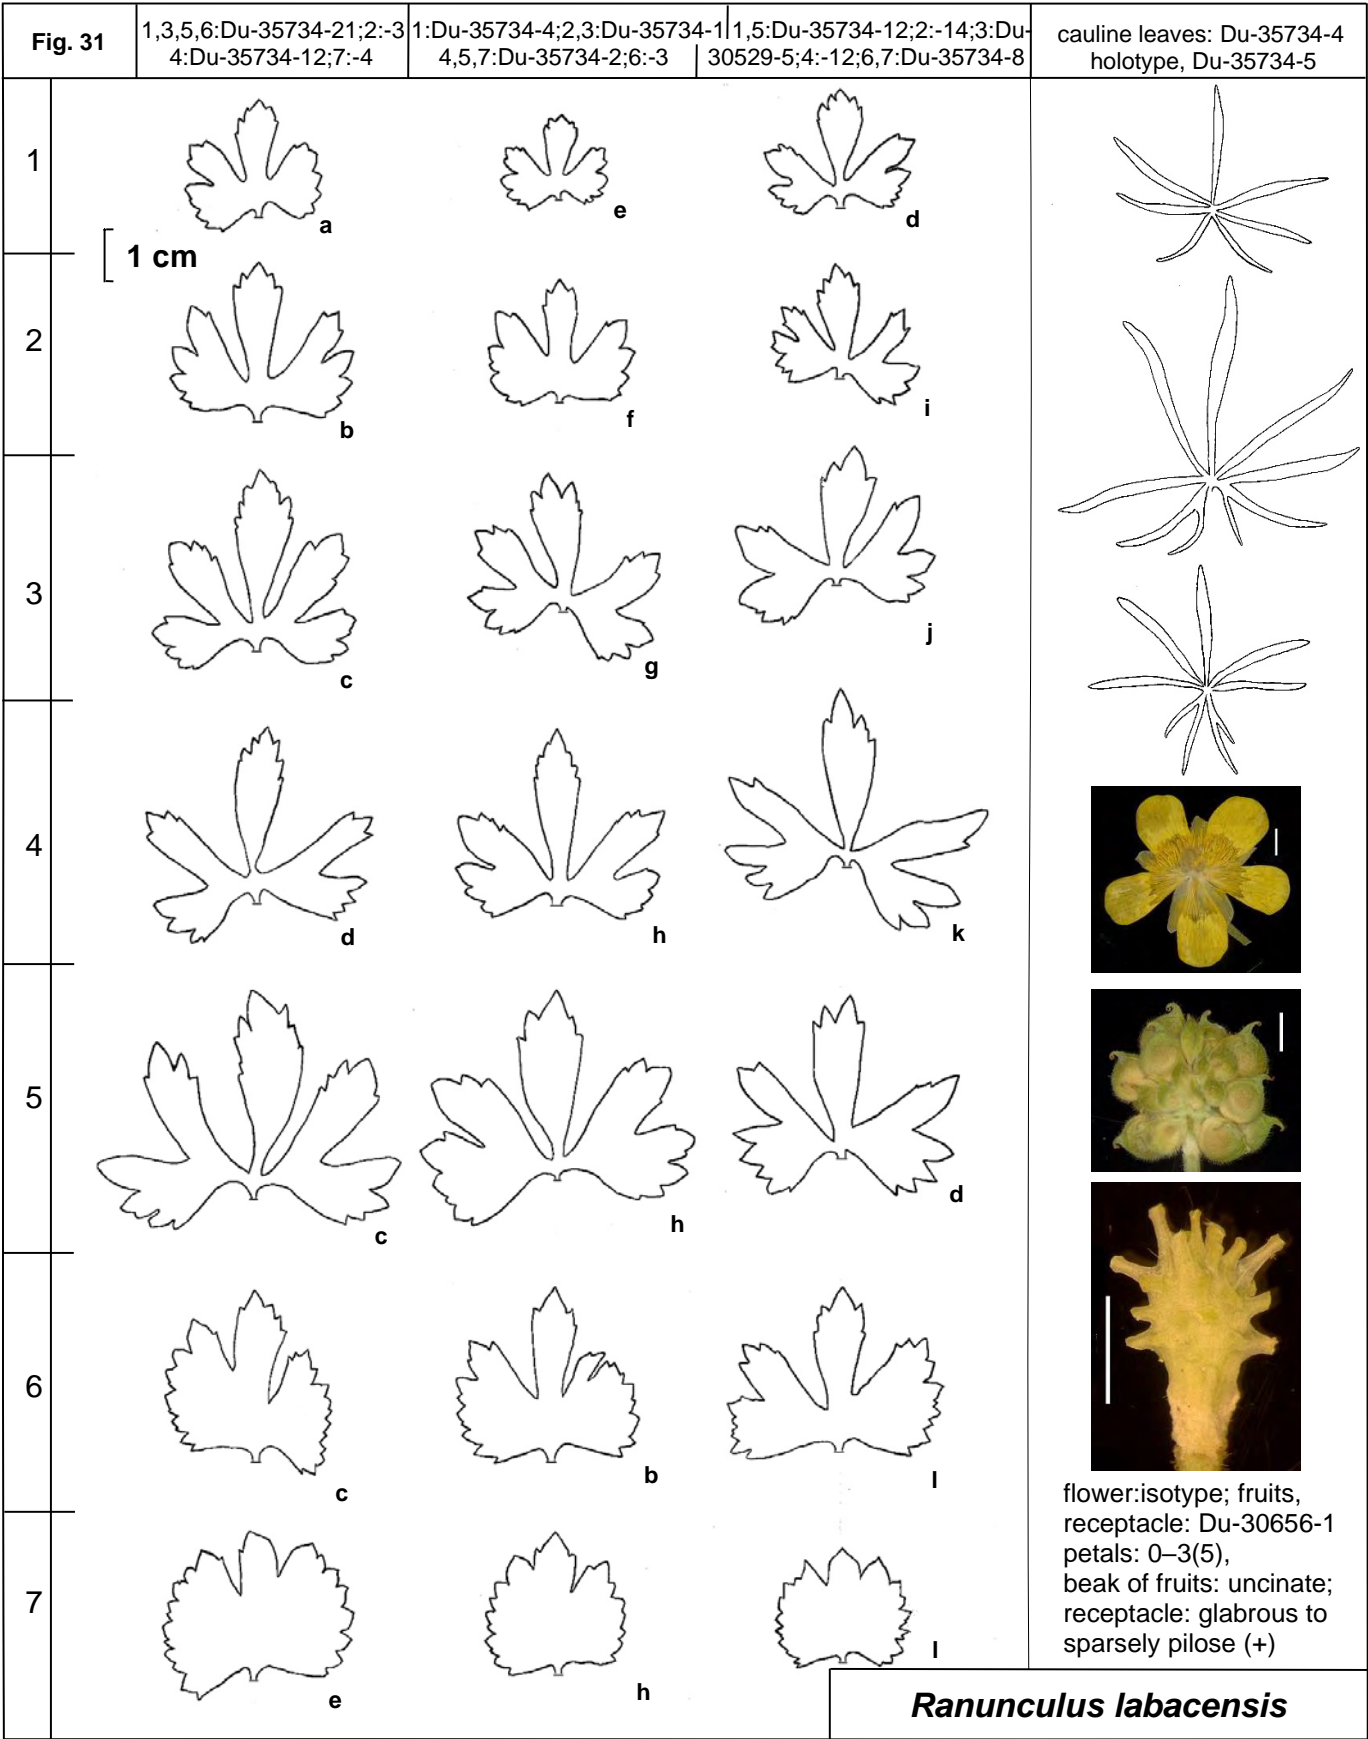 Fig. 31
1,3,5,6:Du-35734-21;2:-3
4:Du-35734-12;7:-4
1:Du-35734-4;2,3:Du-35734-1
4,5,7:Du-35734-2;6:-3
1,5:Du-35734-12;2:-14;3:Du-
30529-5;4:-12;6,7:Du-35734-8
cauline leaves: Du-35734-4
holotype, Du-35734-5
1
a
e
d
1 cm
2
b
f
i
3
c
g
j
4
d
h
k
5
c
h
d
6
c
b
l
7
e
h
l
flower:isotype; fruits,
receptacle: Du-30656-1
petals: 0–3(5),
beak of fruits: uncinate;
receptacle: glabrous to
sparsely pilose (+)
Ranunculus labacensis